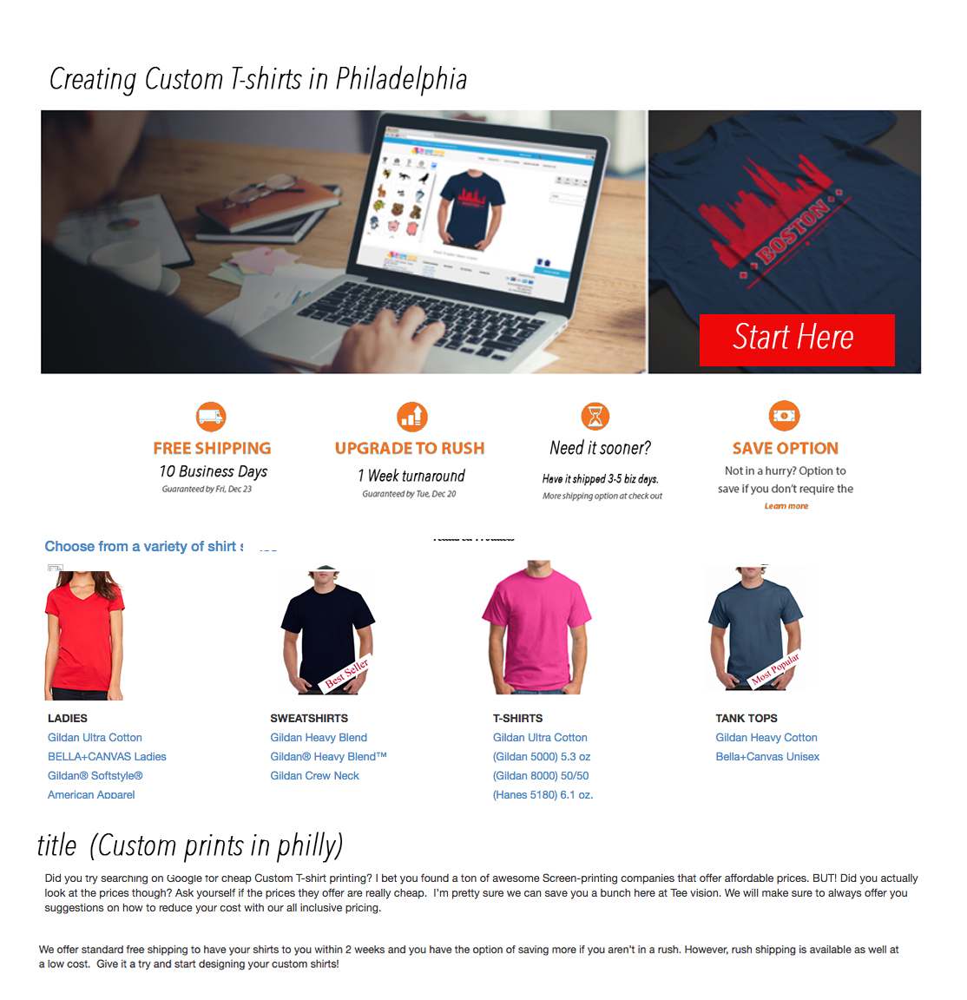 Creating Custom T-shirts in Philadelphia
BOSTON
BOSTON
Start Here
FREE SHIPPING
10 Business Days
Guaranteed by Fri, Dec 23
UPGRADE TO RUSH
1 Week turnaround
Guaranteed by Tue, Dec 20
Need it sooner?
Have it shipped 3-5 biz days.
More shipping option at check out
SAVE OPTION
Not in a hurry? Option to
save if you don't require the
Learn more
Choose from a variety of shirt
Best Seller
Most Popular
LADIES
Gildan Ultra Cotton
BELLA+CANVAS Ladies
Gildan® Softstyle®
American Apparel
SWEATSHIRTS
Gildan Heavy Blend
Gildan® Heavy Blend™
Gildan Crew Neck
T-SHIRTS
Gildan Ultra Cotton
(Gildan 5000) 5.3 oz
(Gildan 8000) 50/50
(Hanes 5180) 6.1 oz.
TANK TOPS
Gildan Heavy Cotton
Bella+Canvas Unisex
title (Custom prints in philly)
Did you try searching on Google for cheap Custom T-shirt printing? I bet you found a ton of awesome Screen-printing companies that offer affordable prices. BUT! Did you actually
look at the prices though? Ask yourself if the prices they offer are really cheap. I'm pretty sure we can save you a bunch here at Tee vision. We will make sure to always offer you
suggestions on how to reduce your cost with our all inclusive pricing.
We offer standard free shipping to have your shirts to you within 2 weeks and you have the option of saving more if you aren't in a rush. However, rush shipping is available as well at
a low cost. Give it a try and start designing your custom shirts!